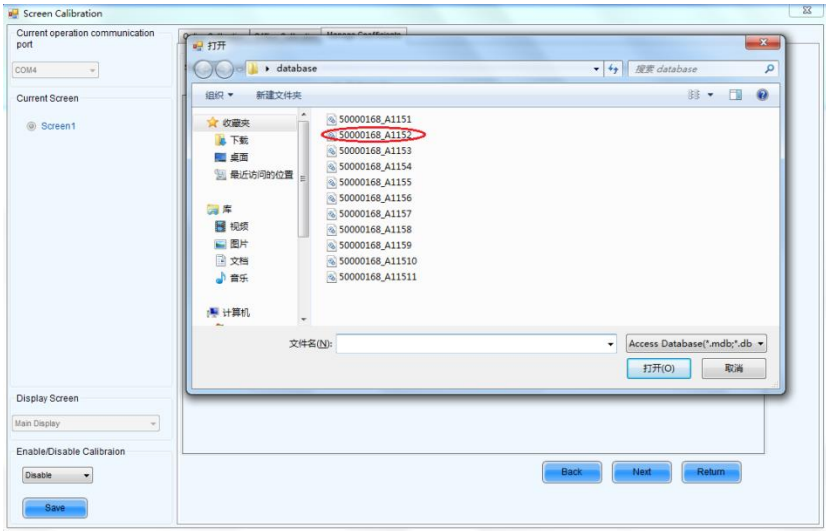 Screen Calibration
Current operation communication
port
COM4
Current Screen
Screen1
Display Screen
Main Display
Enable/Disable Calibraion
Disable
Save
Manage Coefficients
打开
database
搜索 database
组织
新建文件夹
收藏夹
下载
桌面
最近访问的位置
库
视频
图片
文档
音乐
计算机
50000168_A1151
50000168_A1152
50000168_A1153
50000168_A1154
50000168_A1155
50000168_A1156
50000168_A1157
50000168_A1158
50000168_A1159
50000168_A11510
50000168_A11511
文件名(N):
Access Database(*.mdb;*.db
打开(O)
取消
Back
Next
Return